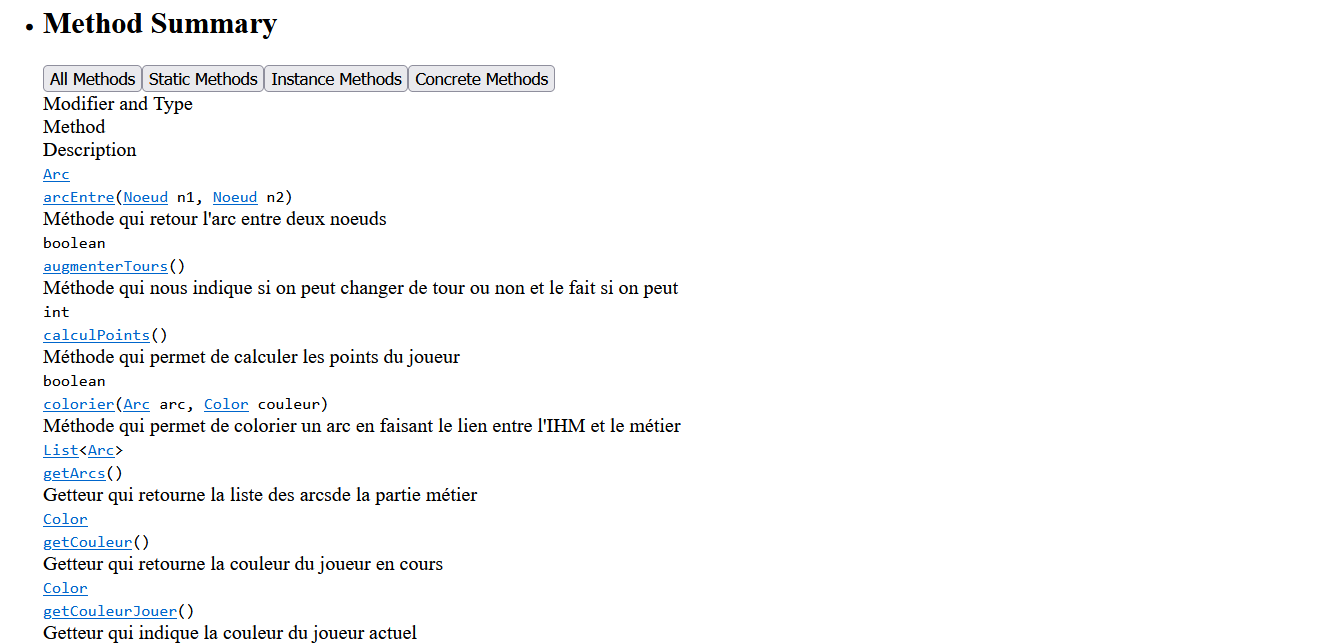 Method Summary
All Methods Static Methods Instance Methods Concrete Methods
Modifier and Type
Method
Description
Arc
arcEntre(Noeud n1, Noeud n2)
Méthode qui retour l'arc entre deux noeuds
boolean
augmenterTours()
Méthode qui nous indique si on peut changer de tour ou non et le fait si on peut
int
calculPoints()
Méthode qui permet de calculer les points du joueur
boolean
colorier(Arc arc, Color couleur)
Méthode qui permet de colorier un arc en faisant le lien entre l'IHM et le métier
List<Arc>
getArcs()
Getteur qui retourne la liste des arcsde la partie métier
Color
getCouleur()
Getteur qui retourne la couleur du joueur en cours
Color
getCouleurJouer()
Getteur qui indique la couleur du joueur actuel